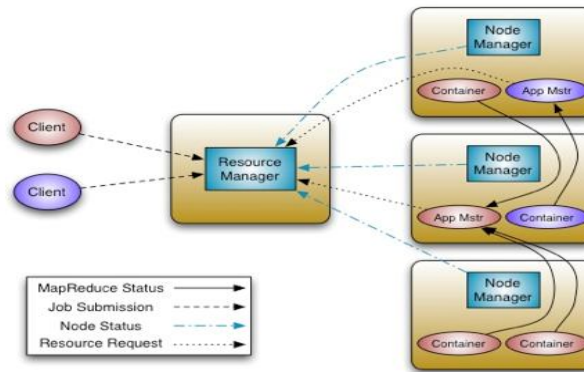 Node
Manager
Container
App Mstr
Client
Resource
Manager
Node
Manager
Client
App Mstr
Container
MapReduce Status
Job Submission
Node Status
Resource Request
Node
Manager
Container
Container